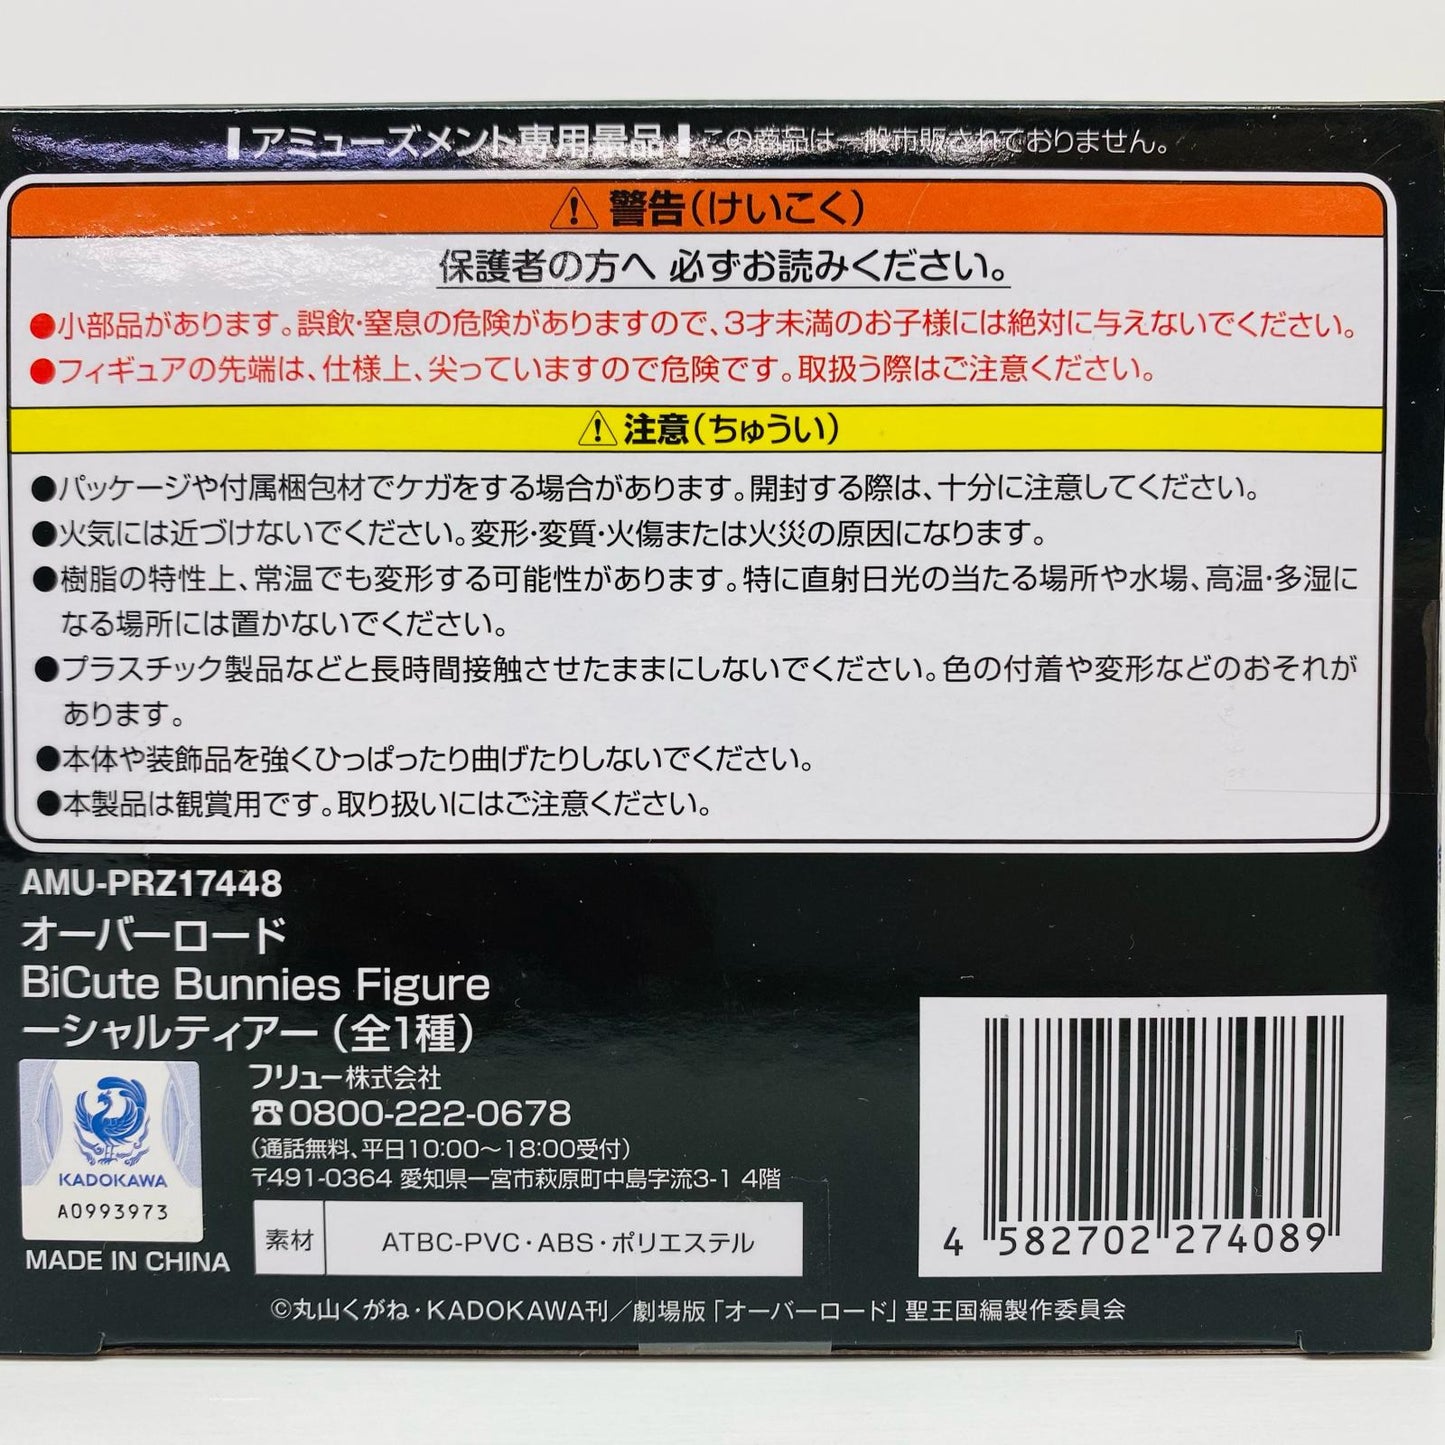 アミューズメント専用景品 この商品は一般市販されておりません。
警告(けいこく)
保護者の方へ 必ずお読みください。
●小部品があります。誤飲・窒息の危険がありますので、3才未満のお子様には絶対に与えないでください。
●フィギュアの先端は、仕様上、尖っていますので危険です。取扱う際はご注意ください。
注意(ちゅうい)
●パッケージや付属梱包材でケガをする場合があります。開封する際は、十分に注意してください。
●火気には近づけないでください。変形・変質・火傷または火災の原因になります。
●樹脂の特性上、常温でも変形する可能性があります。特に直射日光の当たる場所や水場、高温・多湿に
なる場所には置かないでください。
●プラスチック製品などと長時間接触させたままにしないでください。色の付着や変形などのおそれが
あります。
●本体や装飾品を強くひっぱったり曲げたりしないでください。
●本製品は観賞用です。取り扱いにはご注意ください。
AMU-PRZ17448
オーバーロード
BiCute Bunnies Figure
ーシャルティアー(全1種)
フリュー株式会社
☎0800-222-0678
(通話無料、平日10:00〜18:00受付)
〒491-0364 愛知県一宮市萩原町中島字流3-1 4階
KADOKAWA
A0993973
MADE IN CHINA
素材 ATBC-PVC・ABS・ポリエステル
4 582702 274089
©丸山くがね・KADOKAWA刊／劇場版「オーバーロード」聖王国編製作委員会